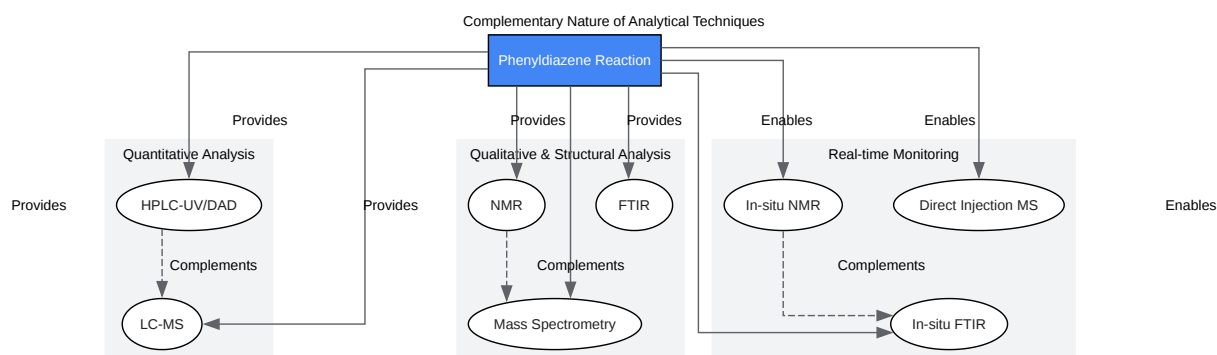 Complementary Nature of Analytical Techniques
Phenyldiazene Reaction
Provides
Provides
Provides
Enables
Enables
Quantitative Analysis
Qualitative & Structural Analysis
Real-time Monitoring
Provides
HPLC-UV/DAD
Provides
NMR
FTIR
In-situ NMR
Direct Injection MS
Enables
Complements
Complements
Complements
LC-MS
Mass Spectrometry
In-situ FTIR